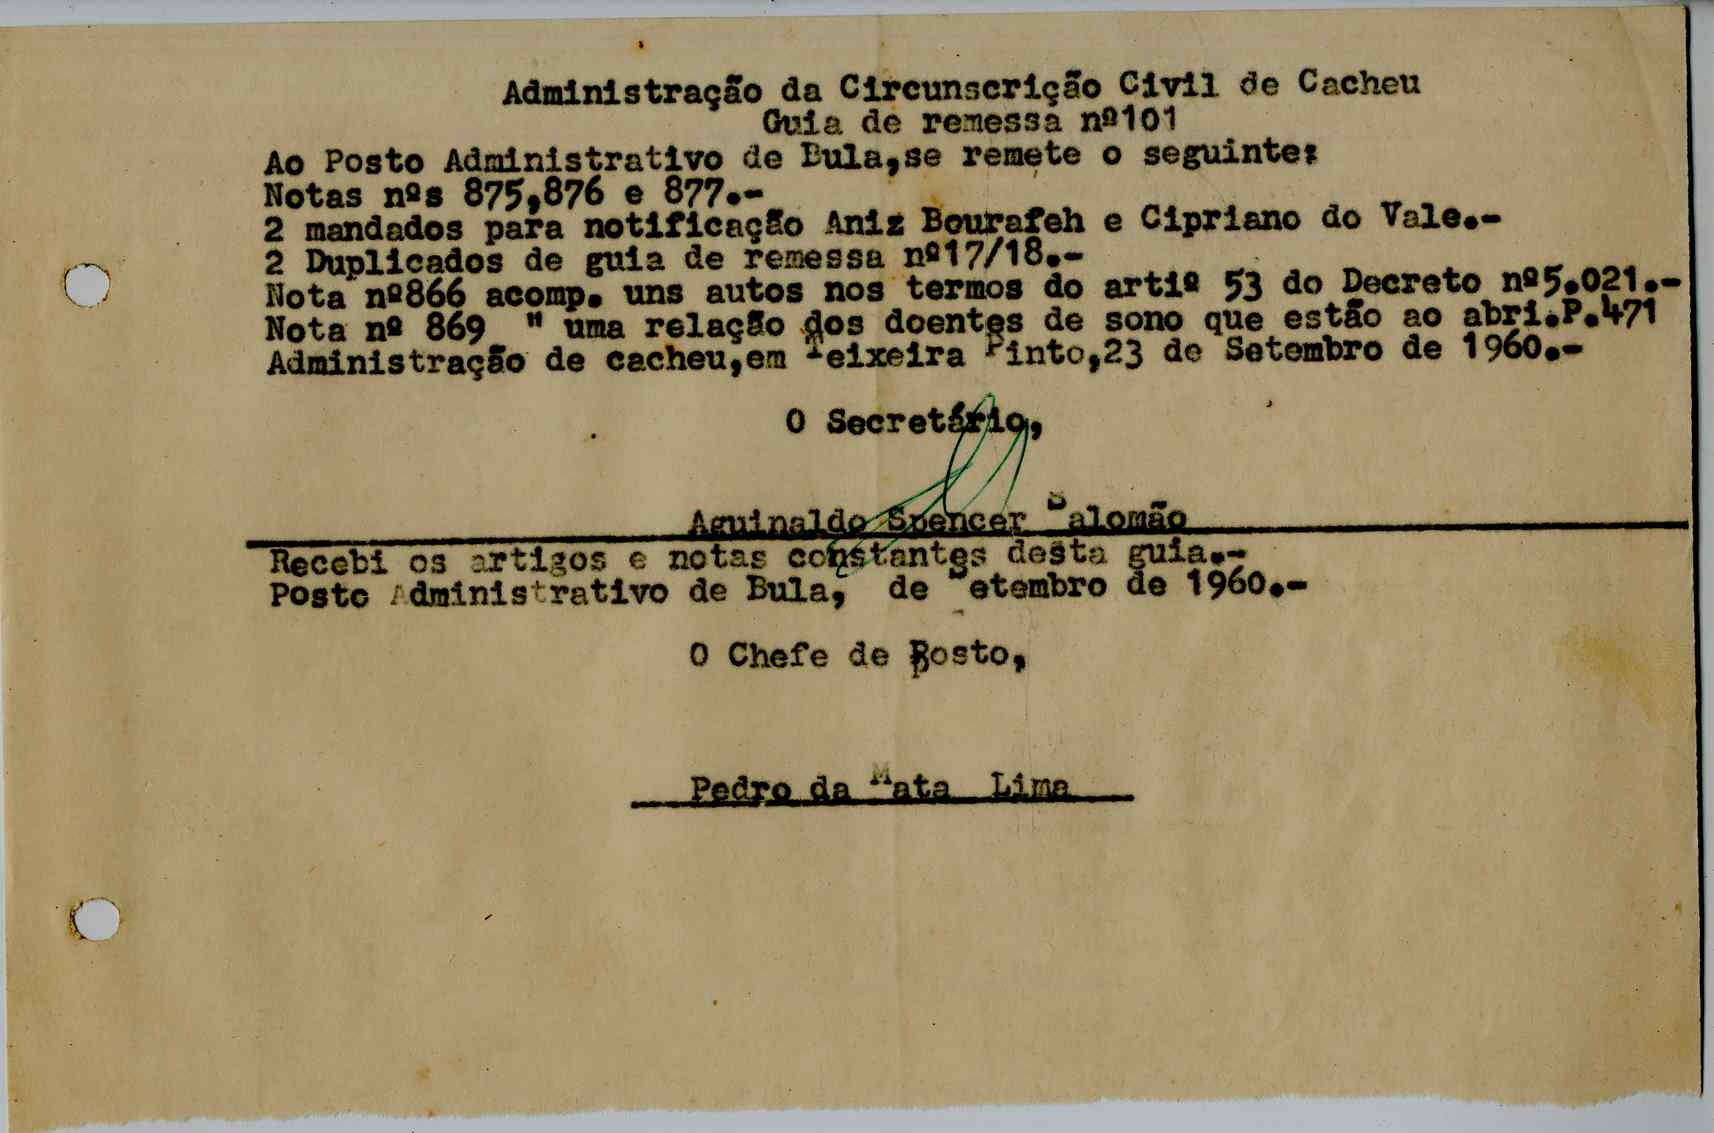 Administração da Circunscrição Civil de Cacheu
Guia de remessa nº101
Ao Posto Administrativo de Bula,se remete o seguinte:
Notas nºs 875,876 e 877.-
2 mandados para notificação Aniz Bourafeh e Cipriano do Vale.-
2 Duplicados de guia de remessa nº17/18.-
Nota nº866 acomp. uns autos nos termos do artiº 53 do Decreto nº5.021.-
Nota nº 869 " uma relação dos doentes de sono que estão ao abri.P.471
Administração de cacheu,em Teixeira Pinto,23 de Setembro de 1960.-
O Secretário,
Aguinaldo Spencer Salomão
Recebi os artigos e notas constantes desta guia.-
Posto Administrativo de Bula, de Setembro de 1960.-
O Chefe de Posto,
Pedro da Mata Lima